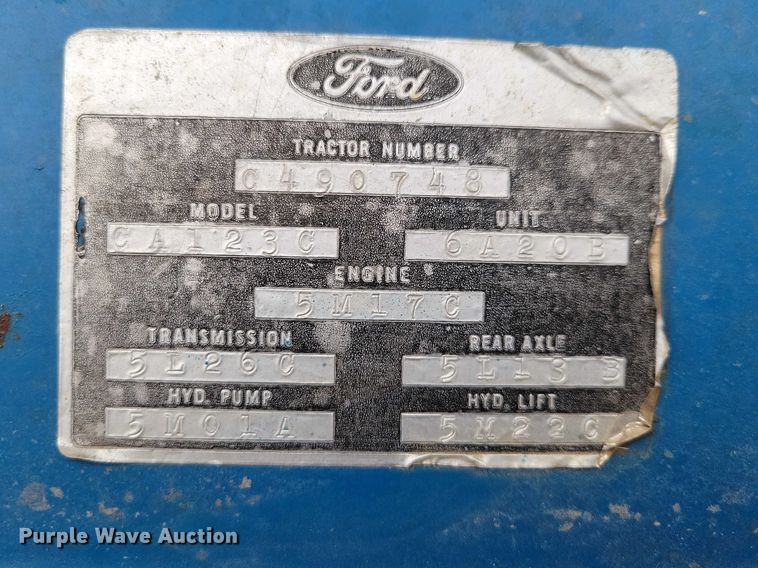 Ford
TRACTOR NUMBER
C490748
MODEL UNIT
CA123C 6A20B
ENGINE
5M17C
TRANSMISSION REAR AXLE
5L26C 5L13B
HYD. PUMP HYD. LIFT
5M01A 5M22C
Purple Wave Auction